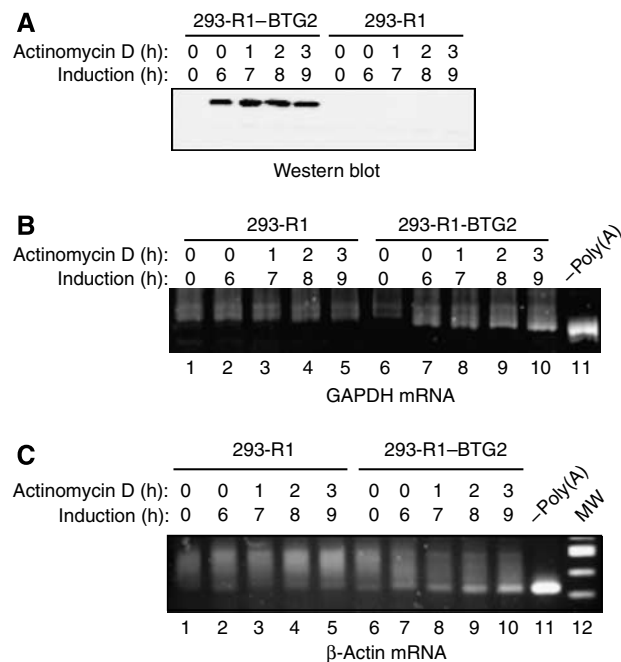 A
293-R1–BTG2 293-R1
Actinomycin D (h): 0 0 1 2 3 0 0 1 2 3
Induction (h): 0 6 7 8 9 0 6 7 8 9
Western blot
B
293-R1 293-R1-BTG2
Actinomycin D (h): 0 0 1 2 3 0 0 1 2 3 –Poly(A)
Induction (h): 0 6 7 8 9 0 6 7 8 9
1 2 3 4 5 6 7 8 9 10 11
GAPDH mRNA
C
293-R1 293-R1–BTG2
Actinomycin D (h): 0 0 1 2 3 0 0 1 2 3 –Poly(A) MW
Induction (h): 0 6 7 8 9 0 6 7 8 9
1 2 3 4 5 6 7 8 9 10 11 12
β-Actin mRNA